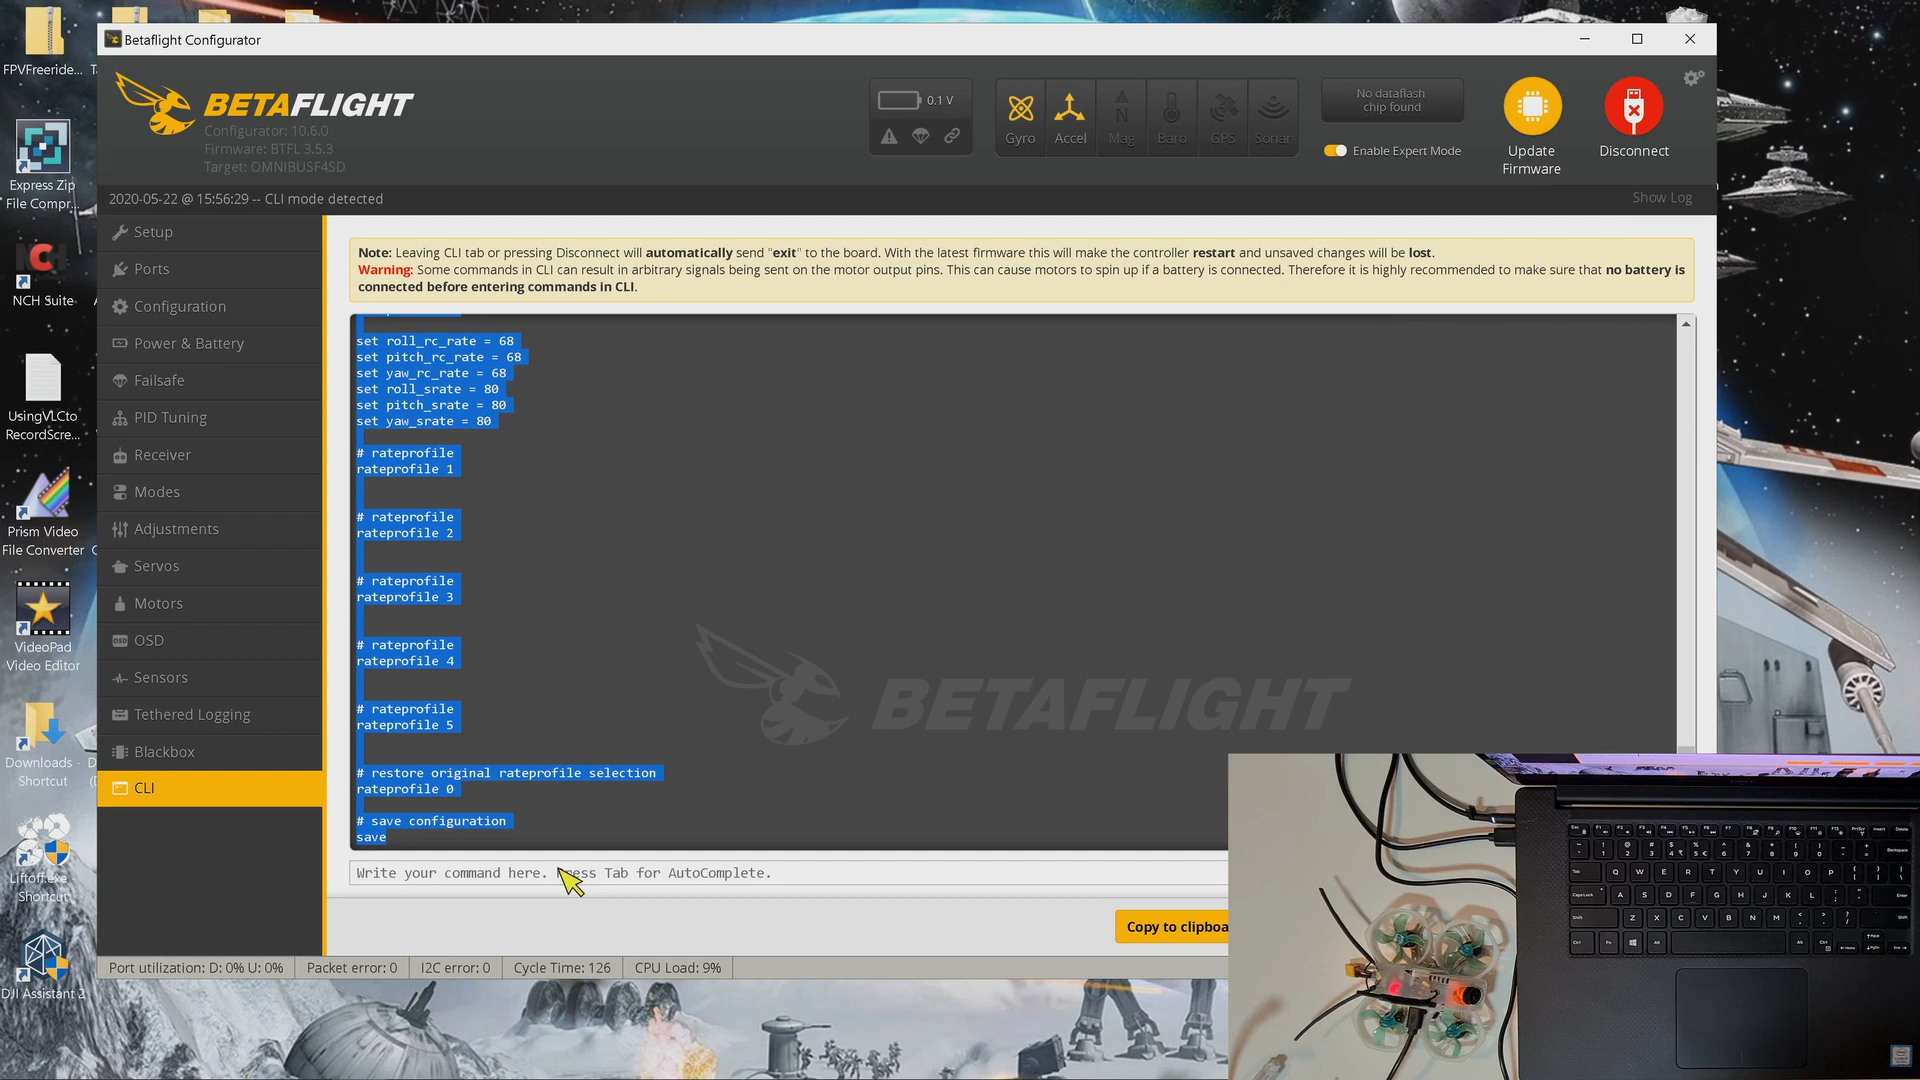 FPVFreeride...
Express Zip
File Compr...
NCH Suite
UsingVLCto
RecordScre...
Prism Video
File Converter
VideoPad
Video Editor
Downloads -
Shortcut
Liftoff.exe -
Shortcut
DJI Assistant 2
Betaflight Configurator
BETAFLIGHT
Configurator: 10.6.0
Firmware: BTFL 3.5.3
Target: OMNIBUSF4SD
0.1 V
Gyro
Accel
Mag
Baro
GPS
Sonar
No dataflash
chip found
Enable Expert Mode
Update
Firmware
Disconnect
2020-05-22 @ 15:56:29 -- CLI mode detected
Show Log
Setup
Ports
Configuration
Power & Battery
Failsafe
PID Tuning
Receiver
Modes
Adjustments
Servos
Motors
OSD
Sensors
Tethered Logging
Blackbox
CLI
Note: Leaving CLI tab or pressing Disconnect will automatically send "exit" to the board. With the latest firmware this will make the controller restart and unsaved changes will be lost.
Warning: Some commands in CLI can result in arbitrary signals being sent on the motor output pins. This can cause motors to spin up if a battery is connected. Therefore it is highly recommended to make sure that no battery is
connected before entering commands in CLI.
set roll_rc_rate = 68
set pitch_rc_rate = 68
set yaw_rc_rate = 68
set roll_srate = 80
set pitch_srate = 80
set yaw_srate = 80
# rateprofile
rateprofile 1
# rateprofile
rateprofile 2
# rateprofile
rateprofile 3
# rateprofile
rateprofile 4
# rateprofile
rateprofile 5
# restore original rateprofile selection
rateprofile 0
# save configuration
save
BETAFLIGHT
Write your command here. Press Tab for AutoComplete.
Copy to clipboa
Port utilization: D: 0% U: 0%
Packet error: 0
I2C error: 0
Cycle Time: 126
CPU Load: 9%